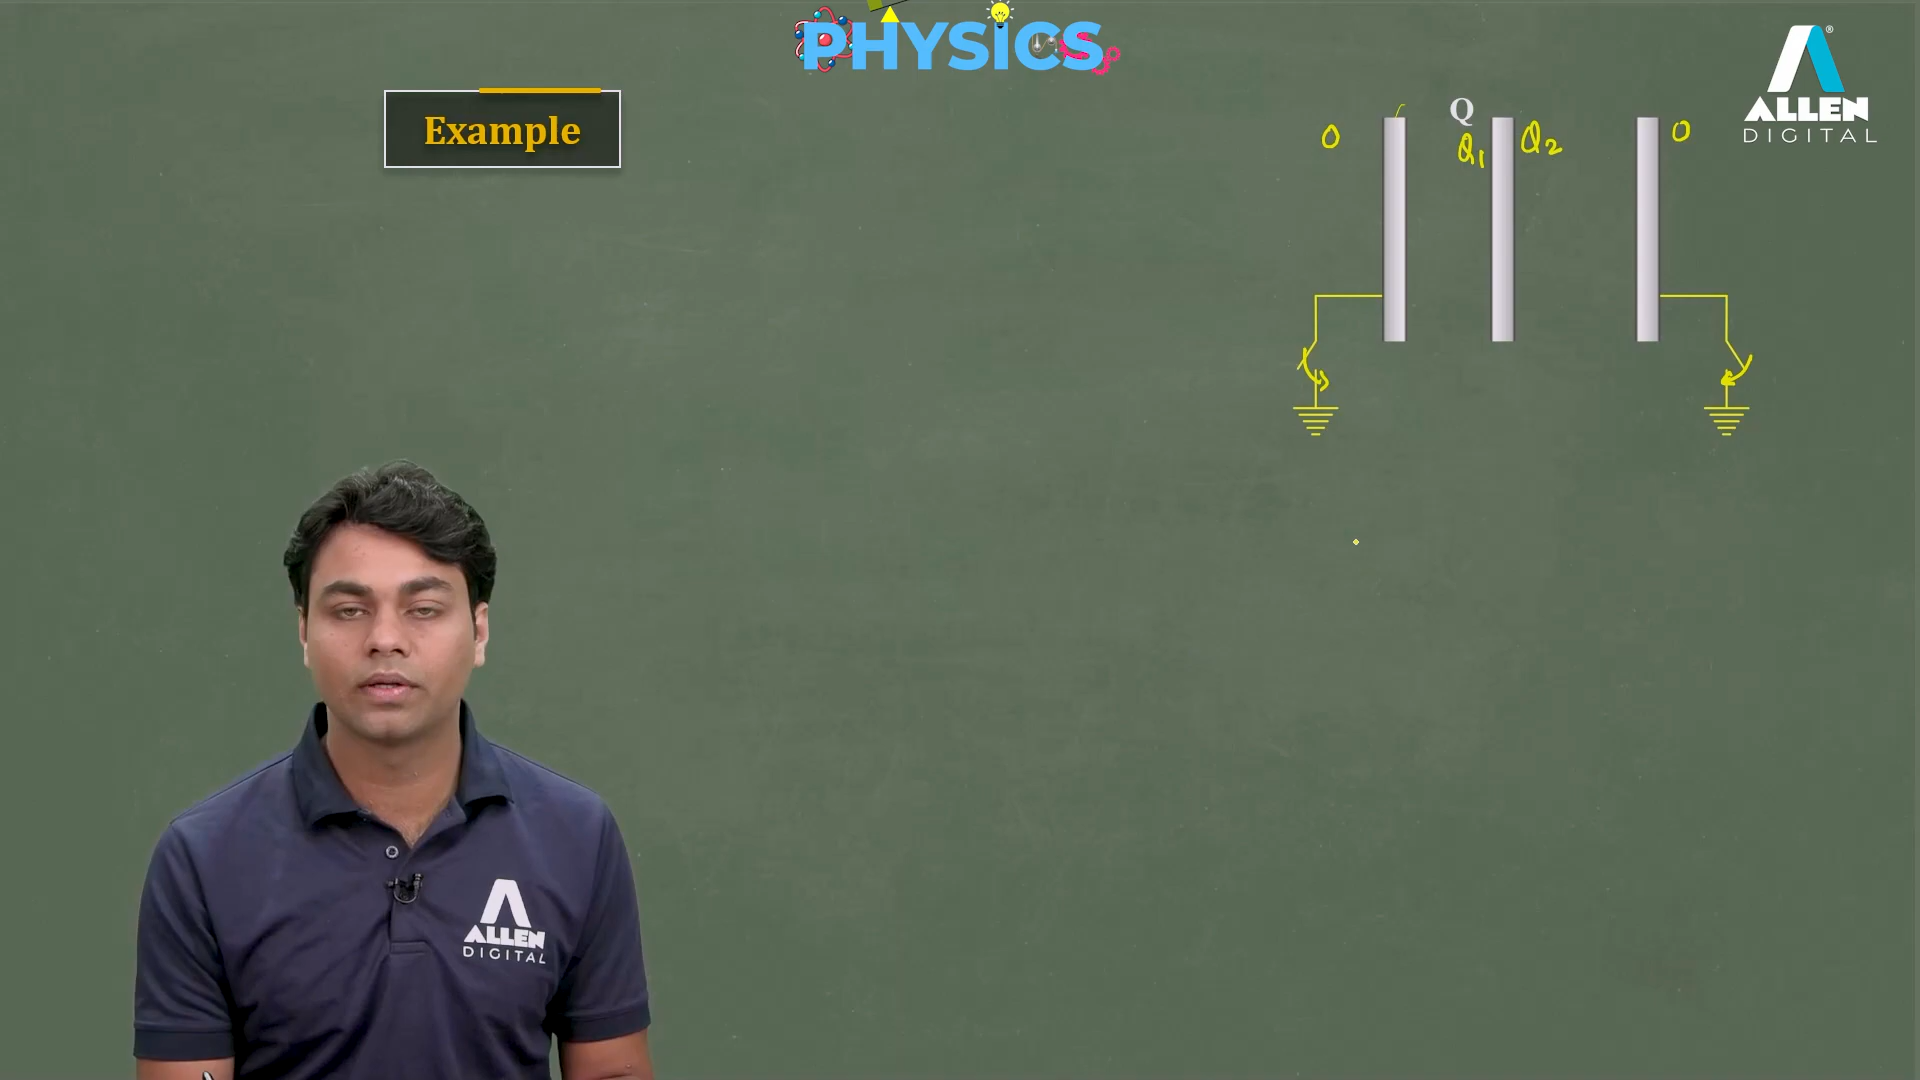 PHYSICS
Example
ALLEN
DIGITAL
Q
0
Q1
Q2
0
ALLEN
DIGITAL